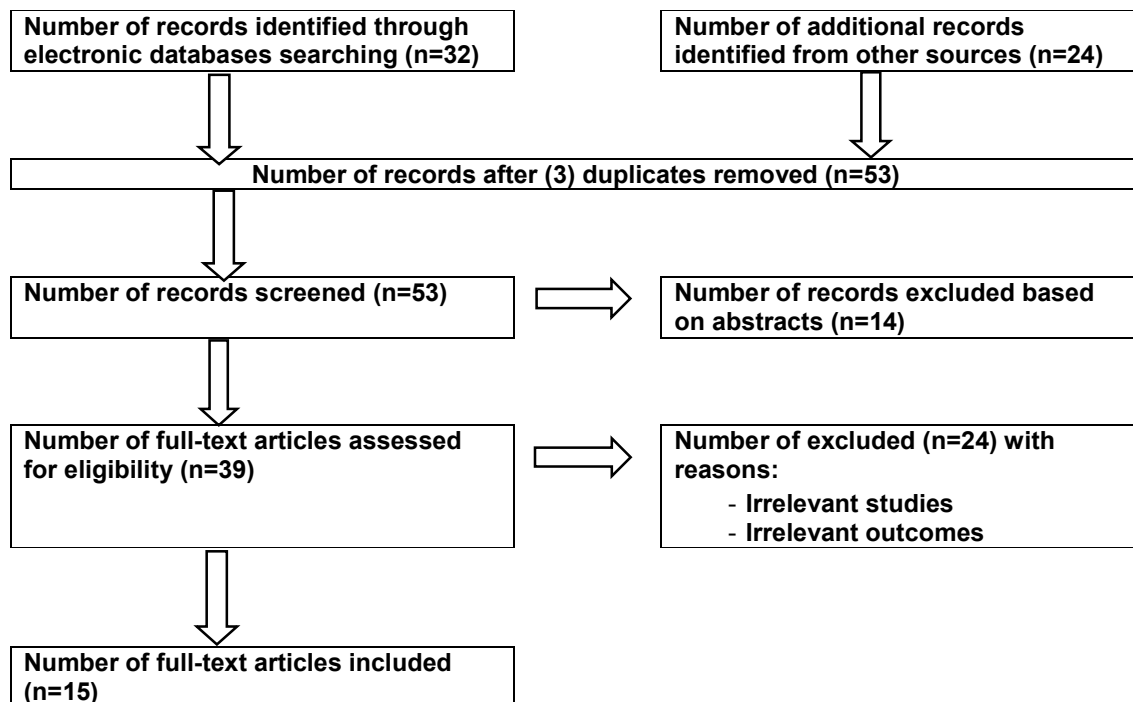 Number of records identified through
electronic databases searching (n=32)
Number of additional records
identified from other sources (n=24)
Number of records after (3) duplicates removed (n=53)
Number of records screened (n=53)
Number of records excluded based
on abstracts (n=14)
Number of full-text articles assessed
for eligibility (n=39)
Number of excluded (n=24) with
reasons:
- Irrelevant studies
- Irrelevant outcomes
Number of full-text articles included
(n=15)